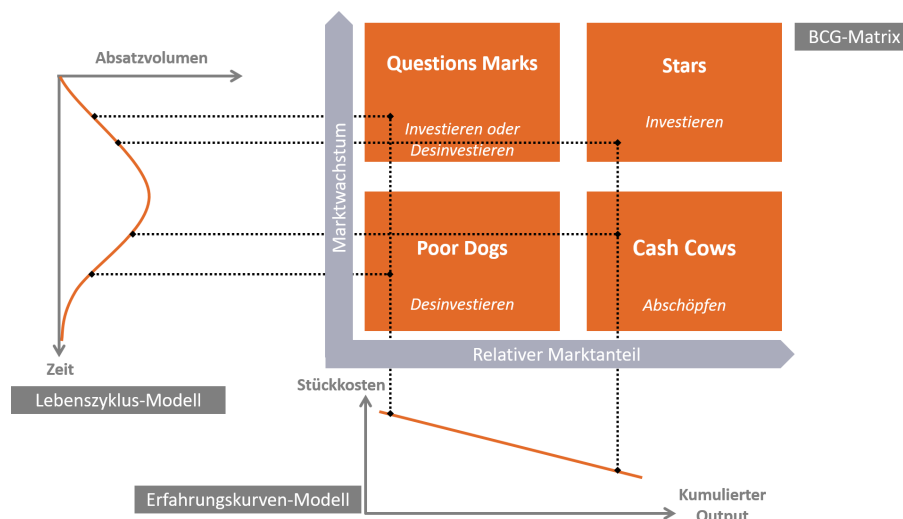 BCG-Matrix
Absatzvolumen
Questions Marks
Stars
Investieren oder
Desinvestieren
Investieren
Marktwachstum
Poor Dogs
Cash Cows
Desinvestieren
Abschöpfen
Relativer Marktanteil
Zeit
Lebenszyklus-Modell
Stückkosten
Erfahrungskurven-Modell
Kumulierter
Output